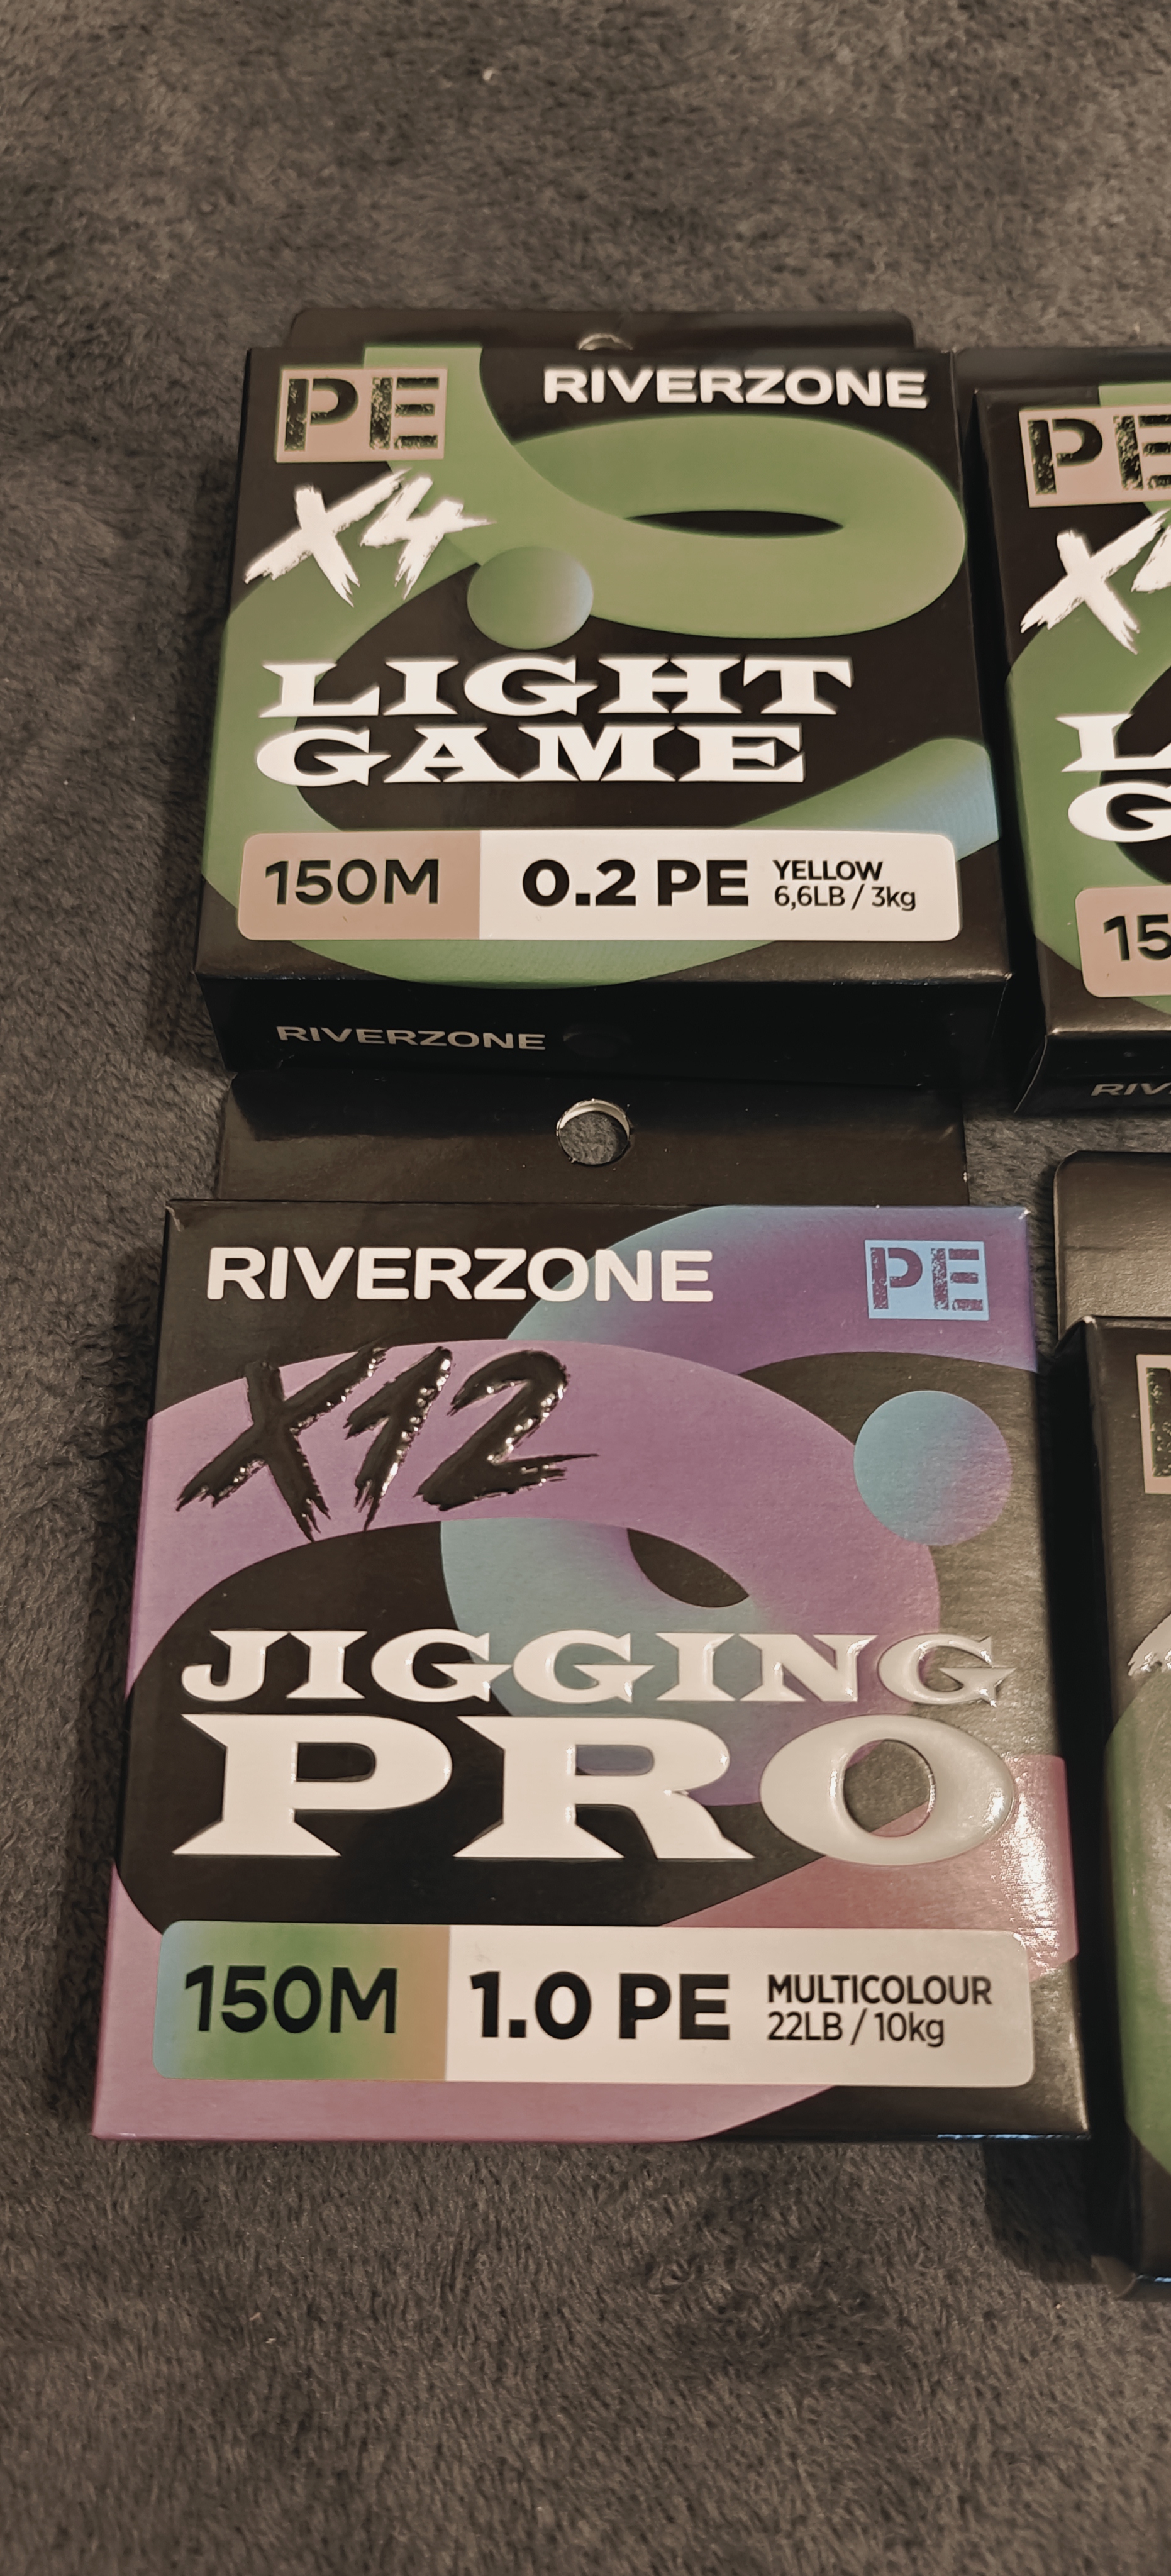 PE
RIVERZONE
X4
LIGHT
GAME
150M 0.2 PE YELLOW
6,6LB / 3kg
RIVERZONE
PE
RIVERZONE
PE
X12
JIGGING
PRO
150M 1.0 PE MULTICOLOUR
22LB / 10kg